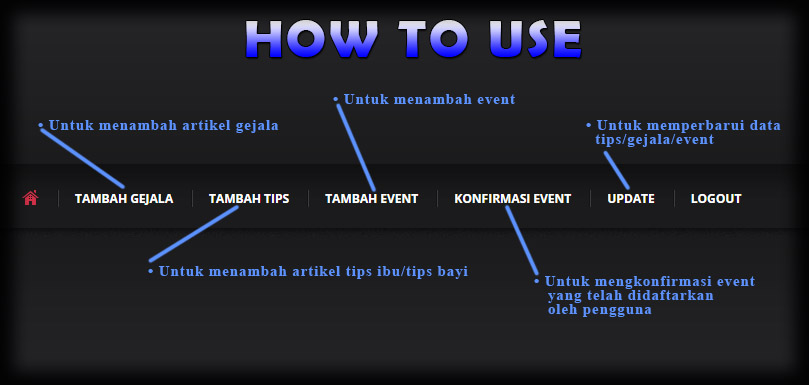 HOW TO USE
• Untuk menambah event
• Untuk menambah artikel gejala
• Untuk memperbarui data
tips/gejala/event
TAMBAH GEJALA TAMBAH TIPS TAMBAH EVENT KONFIRMASI EVENT UPDATE LOGOUT
• Untuk menambah artikel tips ibu/tips bayi
• Untuk mengkonfirmasi event
yang telah didaftarkan
oleh pengguna